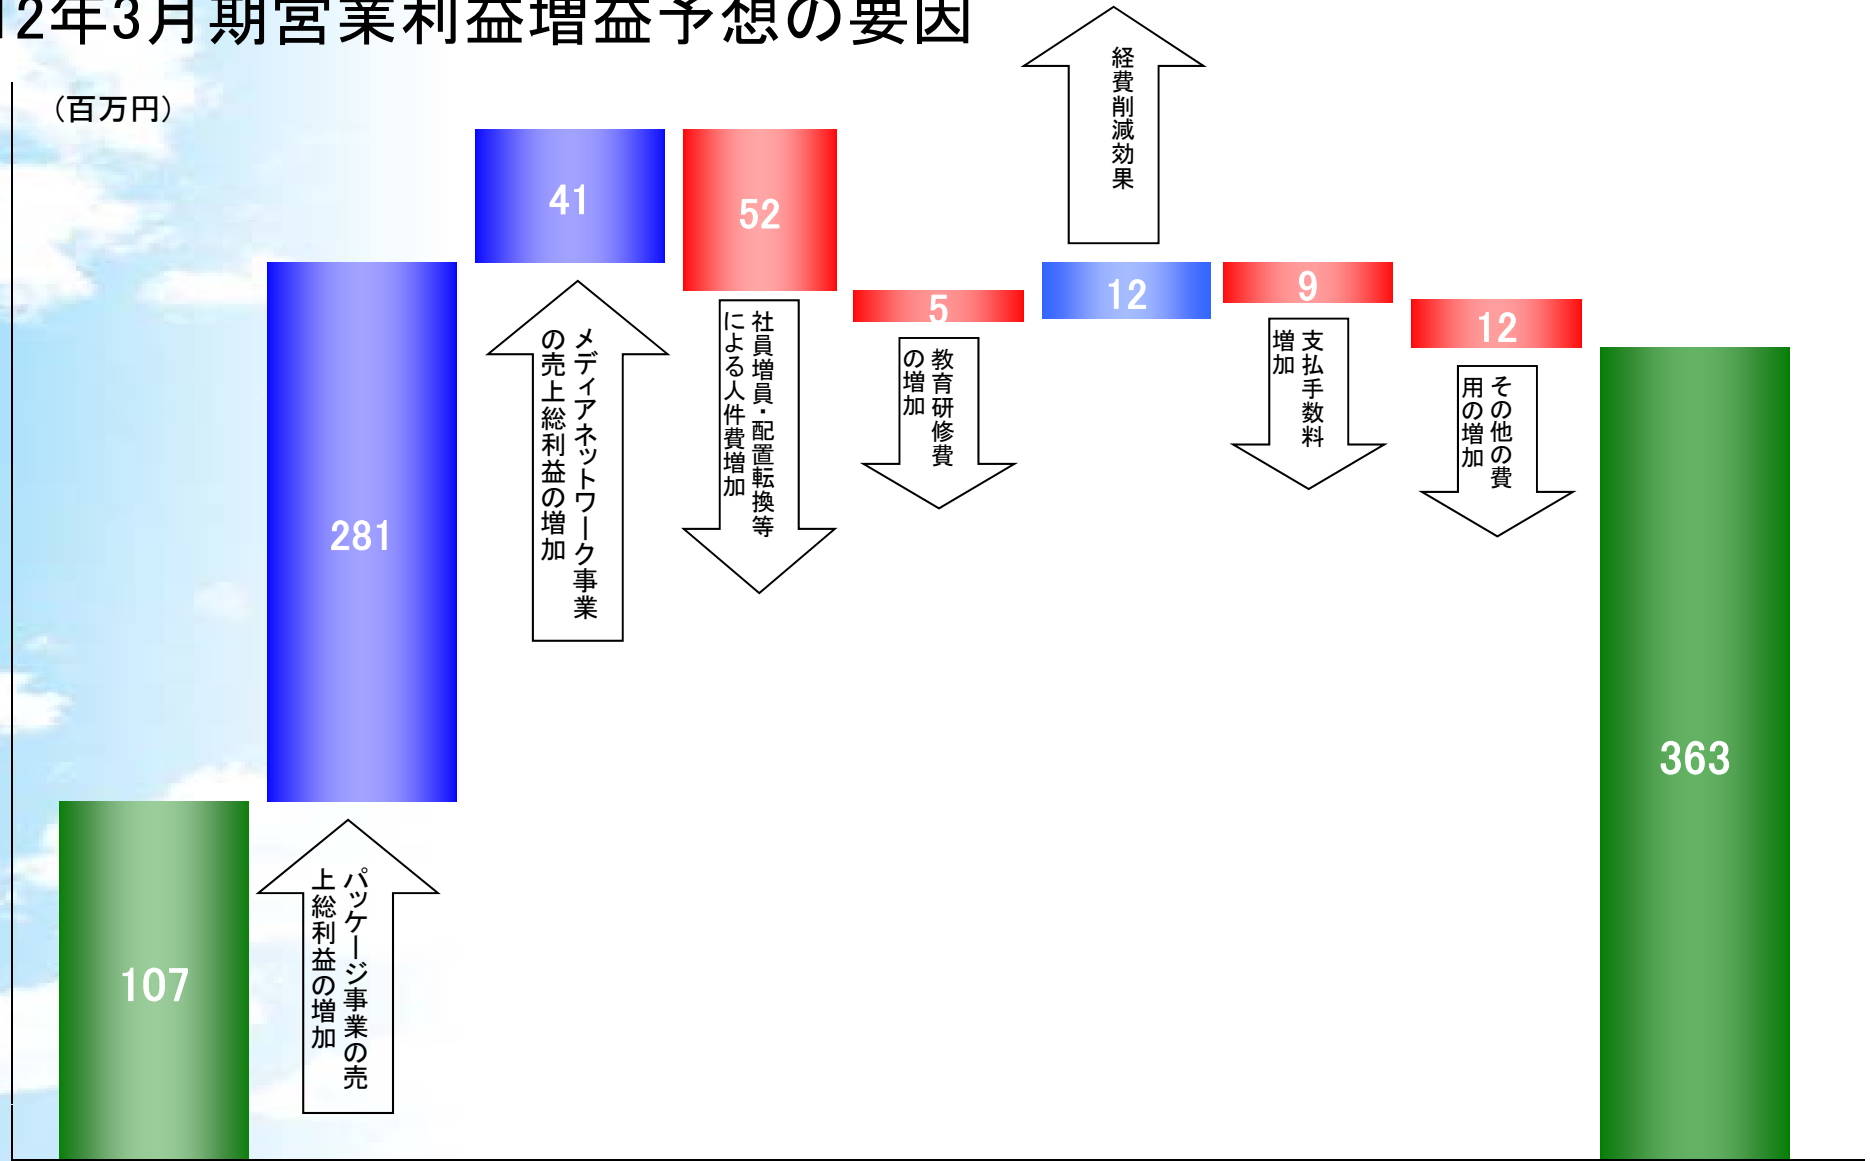 12年3月期営業利益増益予想の要因
（百万円）
107
281
パッケージ事業の売
上総利益の増加
41
メディアネットワーク事業
の売上総利益の増加
52
社員増員・配置転換等
による人件費増加
5
教育研修費
の増加
経費削減効果
12
9
支払手数料
増加
12
その他の費
用の増加
363